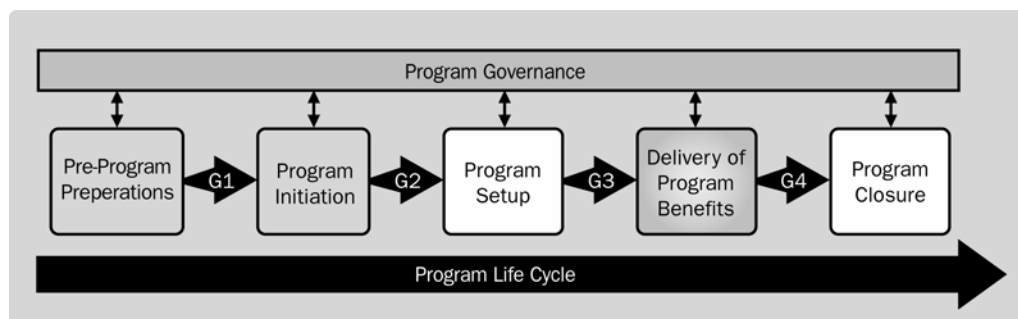 Program Governance
Pre-Program
Preperations
G1
Program
Initiation
G2
Program
Setup
G3
Delivery of
Program
Benefits
G4
Program
Closure
Program Life Cycle